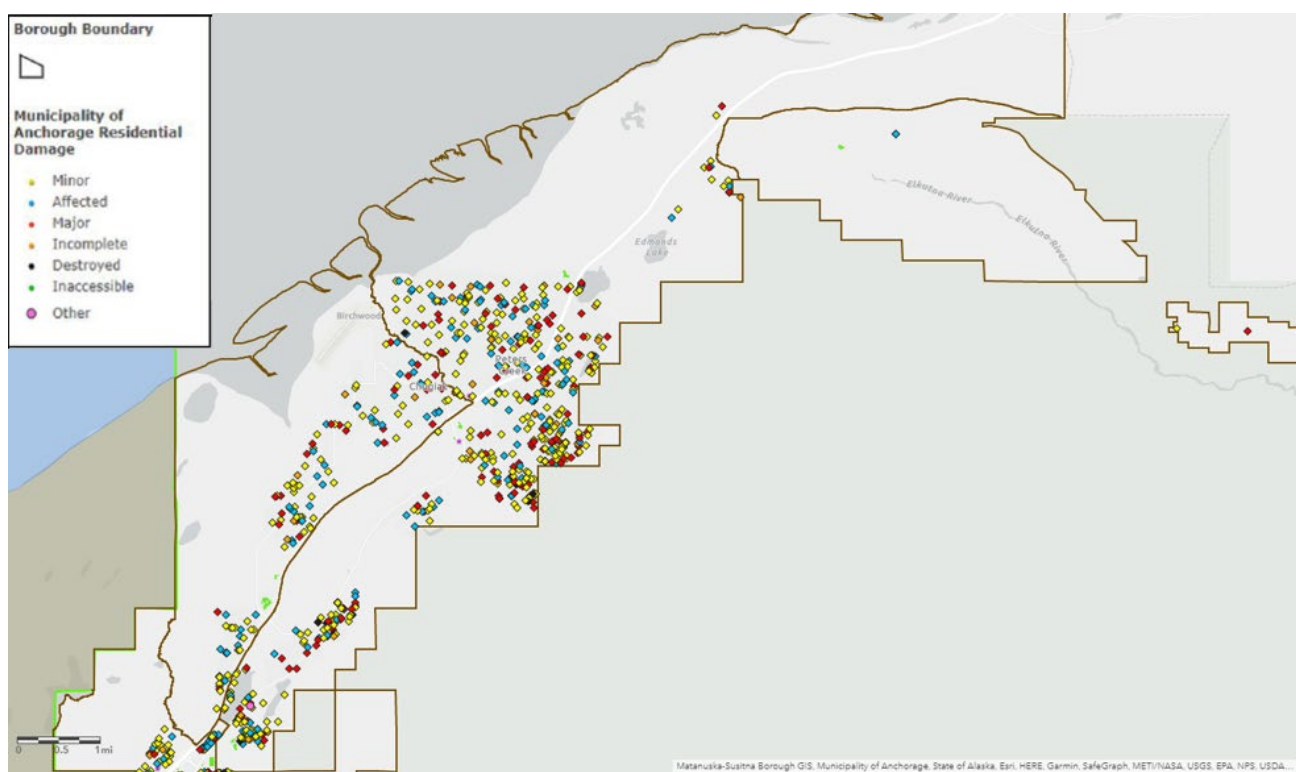 Borough Boundary
Municipality of
Anchorage Residential
Damage
Minor
Affected
Major
Incomplete
Destroyed
Inaccessible
Other
Edmonds
Lake
Birchwood
Peters
Creek
Chugiak
Eklutna-River
Eklutna-River
0 0.5 1mi
Matanuska-Susitna Borough GIS, Municipality of Anchorage, State of Alaska, Esri, HERE, Garmin, SafeGraph, METI/NASA, USGS, EPA, NPS, USDA...